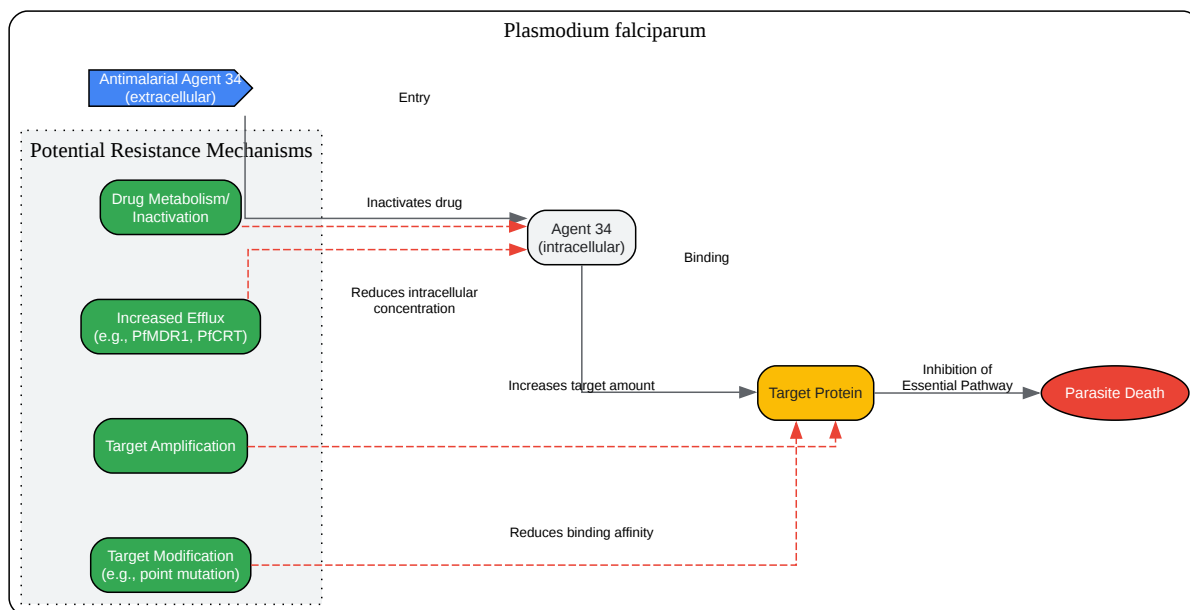 Plasmodium falciparum
Antimalarial Agent 34
(extracellular)
Entry
Potential Resistance Mechanisms
Drug Metabolism/
Inactivation
Inactivates drug
Agent 34
(intracellular)
Binding
Reduces intracellular
concentration
Increased Efflux
(e.g., PfMDR1, PfCRT)
Increases target amount
Target Protein
Inhibition of
Essential Pathway
Parasite Death
Target Amplification
Reduces binding affinity
Target Modification
(e.g., point mutation)